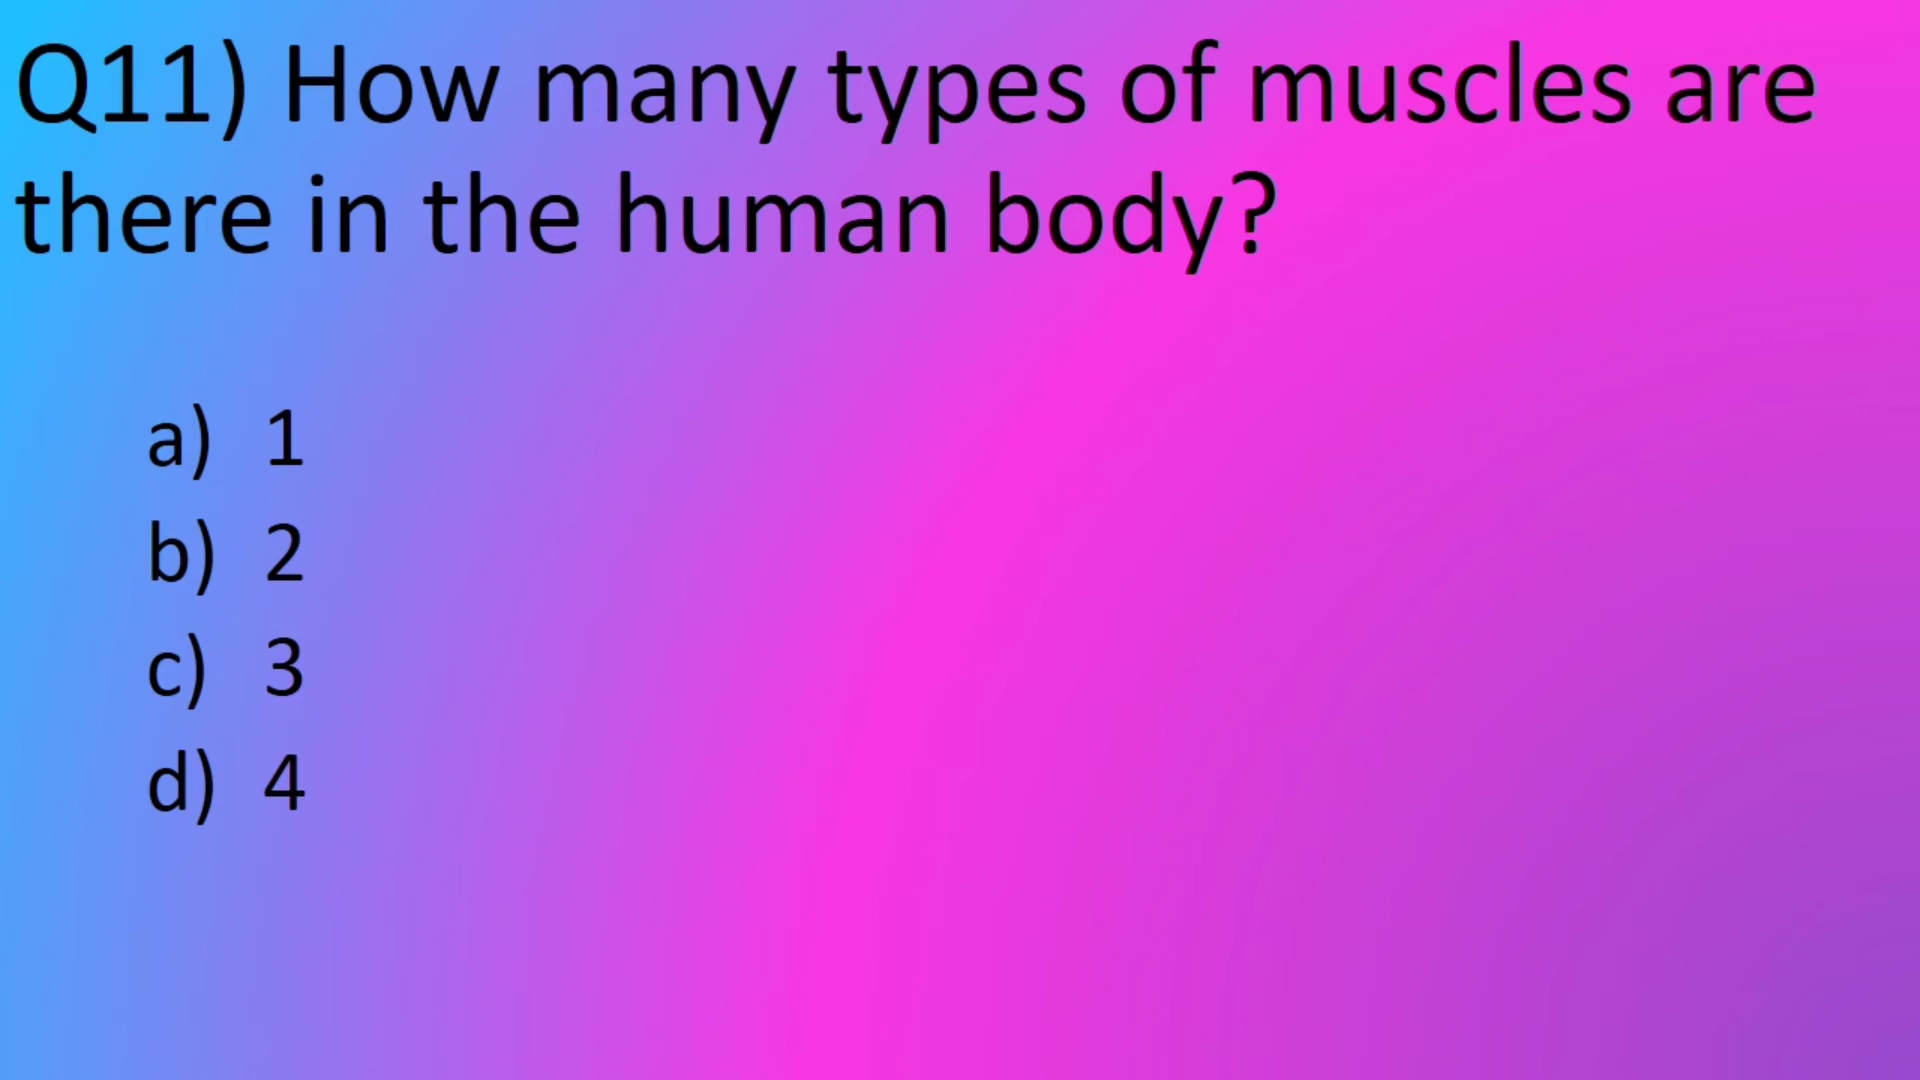 Q11) How many types of muscles are
there in the human body?
a) 1
b) 2
c) 3
d) 4